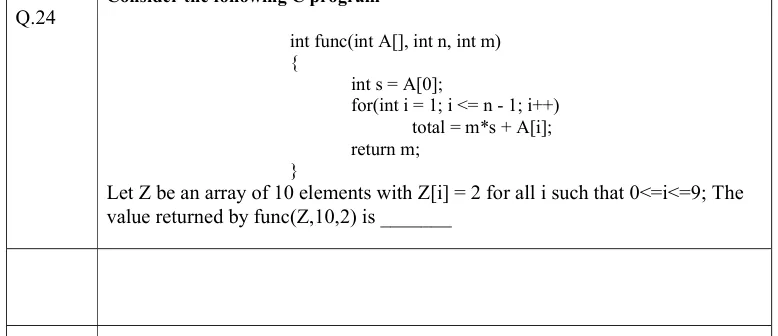 Q.24
int func(int A[], int n, int m)
{
int s = A[0];
for(int i = 1; i <= n - 1; i++)
total = m*s + A[i];
return m;
}
Let Z be an array of 10 elements with Z[i] = 2 for all i such that 0<=i<=9; The
value returned by func(Z,10,2) is _______